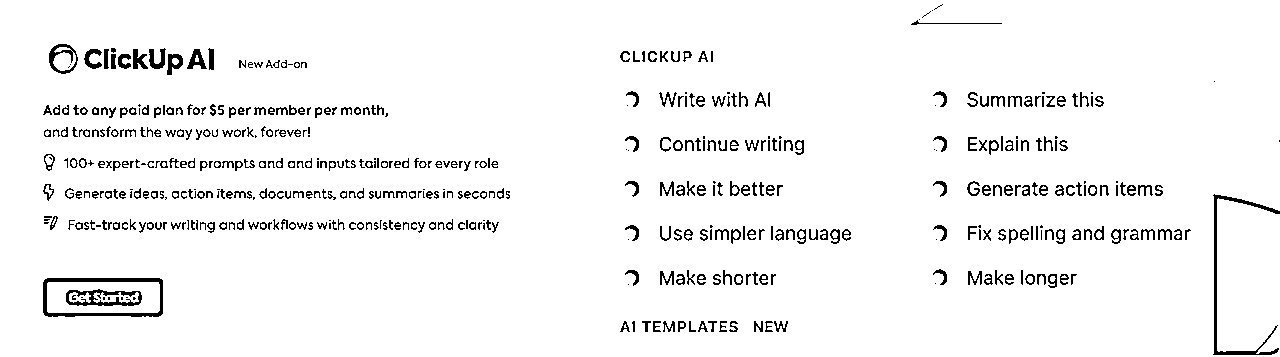 ClickUp AI New Add-on
Add to any paid plan for $5 per member per month,
and transform the way you work, forever!
100+ expert-crafted prompts and and inputs tailored for every role
Generate ideas, action items, documents, and summaries in seconds
Fast-track your writing and workflows with consistency and clarity
Get Started
CLICKUP AI
Write with AI
Summarize this
Continue writing
Explain this
Make it better
Generate action items
Use simpler language
Fix spelling and grammar
Make shorter
Make longer
AI TEMPLATES NEW